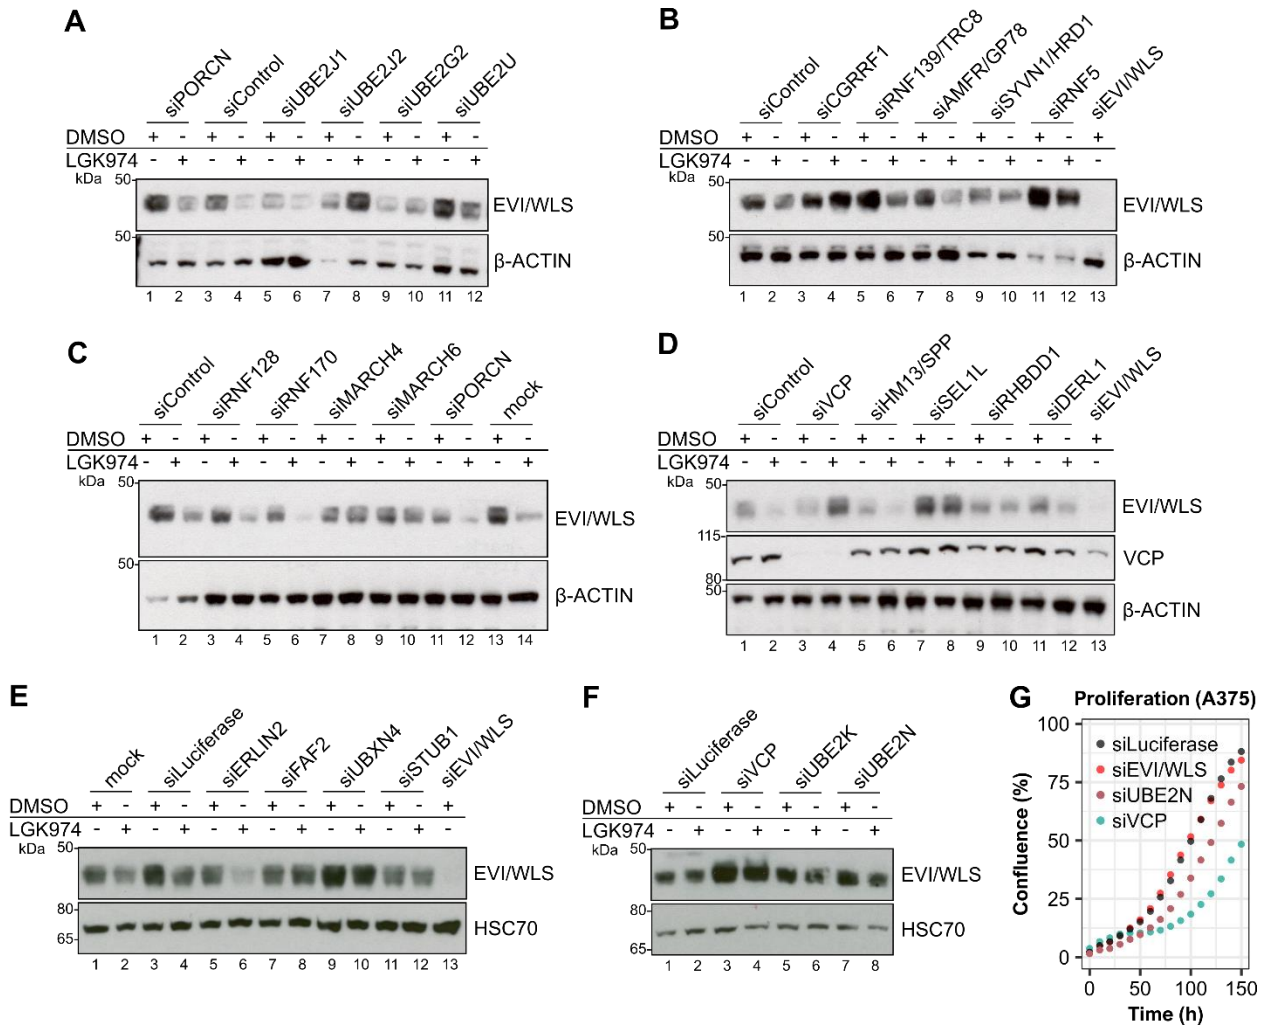 A
siPORCN siControl siUBE2J1 siUBE2J2 siUBE2G2 siUBE2U
DMSO + - + - + - + - + - + -
LGK974 - + - + - + - + - + - +
kDa
50-
EVI/WLS
50-
β-ACTIN
1 2 3 4 5 6 7 8 9 10 11 12
B
siControl siCGRRF1 siRNF139/TRC8 siAMFR/GP78 siSYVN1/HRD1 siRNF5 siEVI/WLS
DMSO + - + - + - + - + - + - +
LGK974 - + - + - + - + - + - + -
kDa
50-
EVI/WLS
50-
β-ACTIN
1 2 3 4 5 6 7 8 9 10 11 12 13
C
siControl siRNF128 siRNF170 siMARCH4 siMARCH6 siPORCN mock
DMSO + - + - + - + - + - + - + -
LGK974 - + - + - + - + - + - + - +
kDa
50-
EVI/WLS
50-
β-ACTIN
1 2 3 4 5 6 7 8 9 10 11 12 13 14
D
siControl siVCP siHM13/SPP siSEL1L siRHBDD1 siDERL1 siEVI/WLS
DMSO + - + - + - + - + - + - +
LGK974 - + - + - + - + - + - + -
kDa
50-
EVI/WLS
115-
VCP
80-
50-
β-ACTIN
1 2 3 4 5 6 7 8 9 10 11 12 13
E
mock siLuciferase siERLIN2 siFAF2 siUBXN4 siSTUB1 siEVI/WLS
DMSO + - + - + - + - + - + - +
LGK974 - + - + - + - + - + - + -
kDa
50-
EVI/WLS
80-
HSC70
65-
1 2 3 4 5 6 7 8 9 10 11 12 13
F
siLuciferase siVCP siUBE2K siUBE2N
DMSO + - + - + - + -
LGK974 - + - + - + - +
kDa
50-
EVI/WLS
80-
HSC70
65-
1 2 3 4 5 6 7 8
G
Proliferation (A375)
100
75
50
25
0
Confluence (%)
siLuciferase
siEVI/WLS
siUBE2N
siVCP
0 50 100 150
Time (h)